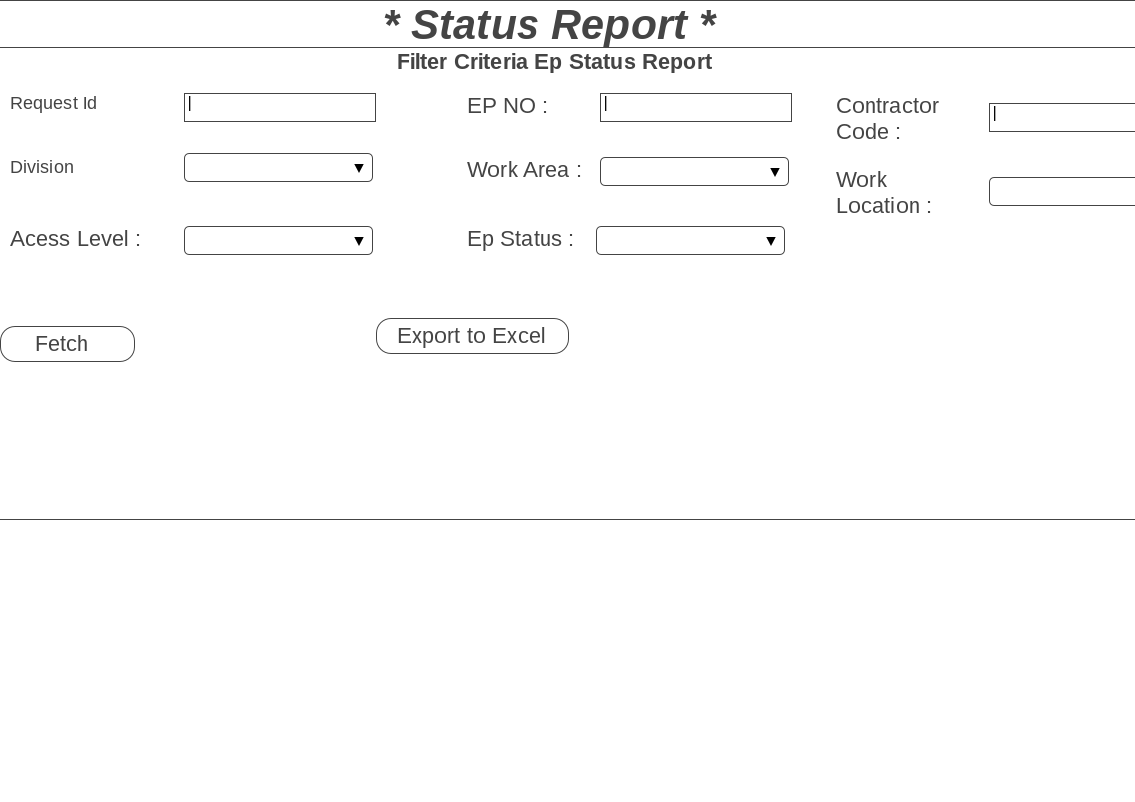 * Status Report *
Filter Criteria Ep Status Report
Request Id
EP NO :
Contractor
Code :
Division
Work Area :
Work
Location :
Acess Level :
Ep Status :
Fetch
Export to Excel